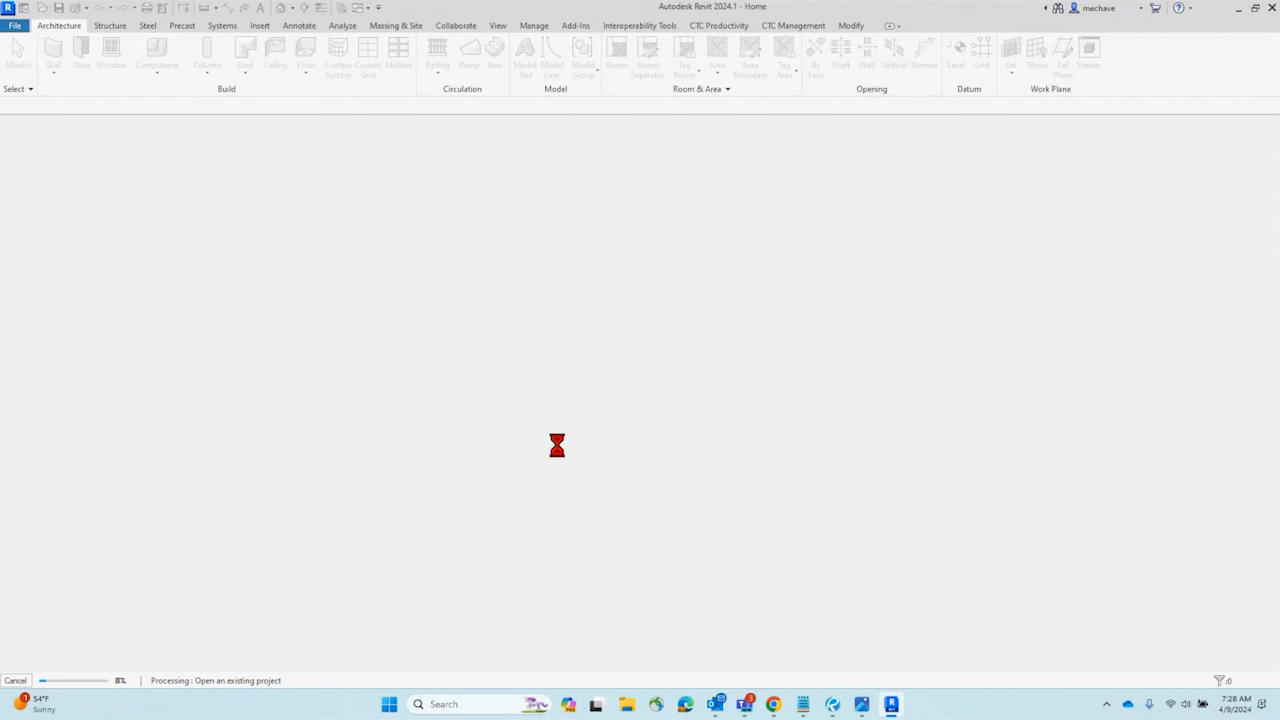 Autodesk Revit 2024.1 - Home
mechave
File
Architecture
Structure
Steel
Precast
Systems
Insert
Annotate
Analyze
Massing & Site
Collaborate
View
Manage
Add-Ins
Interoperability Tools
CTC Productivity
CTC Management
Modify
Modify
Wall
Door
Window
Component
Columns
Roof
Ceiling
Floor
Curtain
System
Curtain
Grid
Mullions
Railing
Ramp
Stair
Model
Text
Model
Line
Model
Group
Room
Room
Separator
Tag
Room
Area
Area
Boundary
Tag
Area
By
Face
Shaft
Wall
Vertical
Dormer
Level
Grid
Set
Show
Ref
Plane
Viewer
Select
Build
Circulation
Model
Room & Area
Opening
Datum
Work Plane
Cancel
8%
Processing : Open an existing project
:0
1
54°F
Sunny
Search
3
7:28 AM
4/9/2024